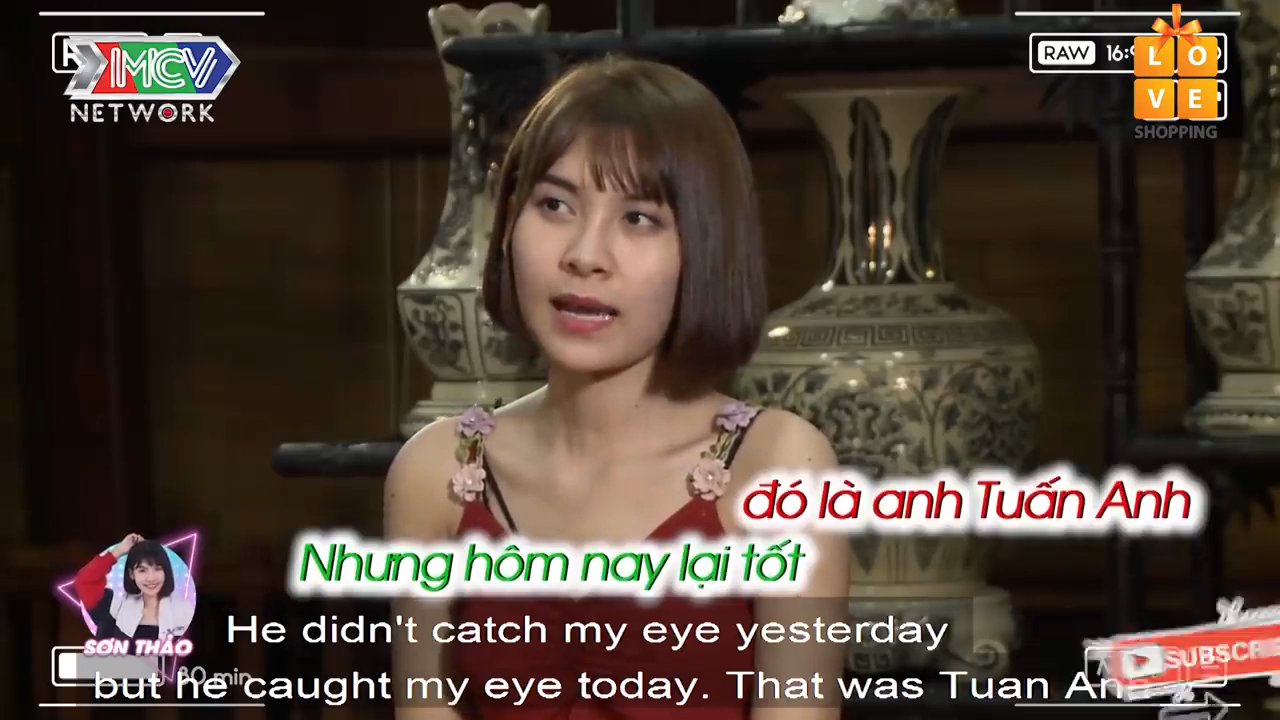 MCV
NETWORK
RAW
L O
V E
SHOPPING
đó là anh Tuấn Anh
Nhưng hôm nay lại tốt
SƠN THẢO
He didn't catch my eye yesterday
but he caught my eye today. That was Tuan Anh